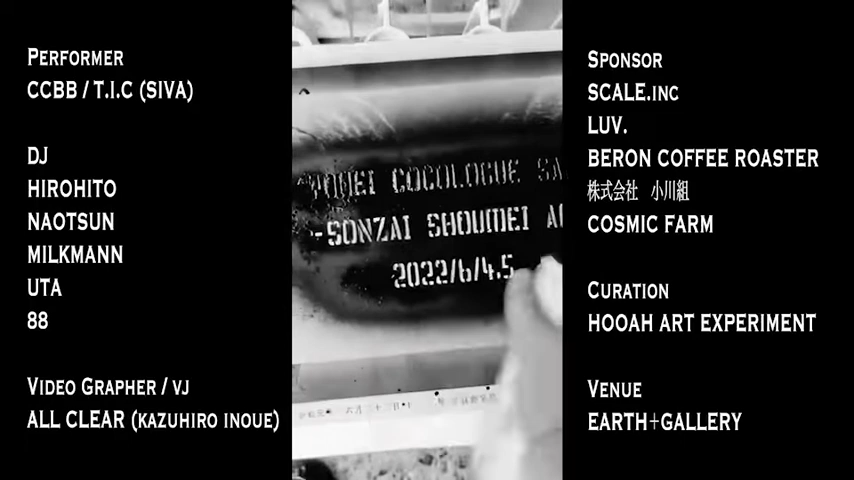 PERFORMER
CCBB / T.I.C (SIVA)
DJ
HIROHITO
NAOTSUN
MILKMANN
UTA
88
VIDEO GRAPHER / VJ
ALL CLEAR (KAZUHIRO INOUE)
COCOLOGUE
-SONZAI SHOUMEI
2022/6/4.5
SPONSOR
SCALE.INC
LUV.
BERON COFFEE ROASTER
株式会社 小川組
COSMIC FARM
CURATION
HOOAH ART EXPERIMENT
VENUE
EARTH+GALLERY